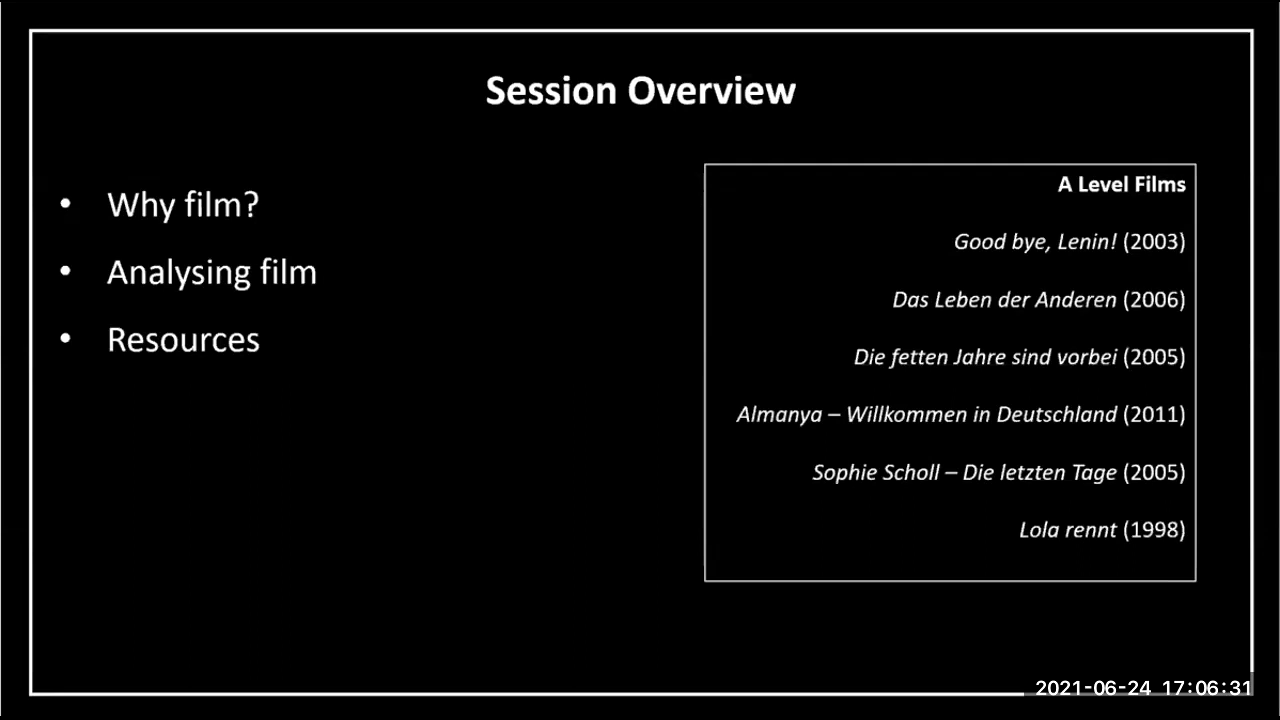 Session Overview
• Why film?
• Analysing film
• Resources
A Level Films
Good bye, Lenin! (2003)
Das Leben der Anderen (2006)
Die fetten Jahre sind vorbei (2005)
Almanya – Willkommen in Deutschland (2011)
Sophie Scholl – Die letzten Tage (2005)
Lola rennt (1998)
2021-06-24 17:06:31